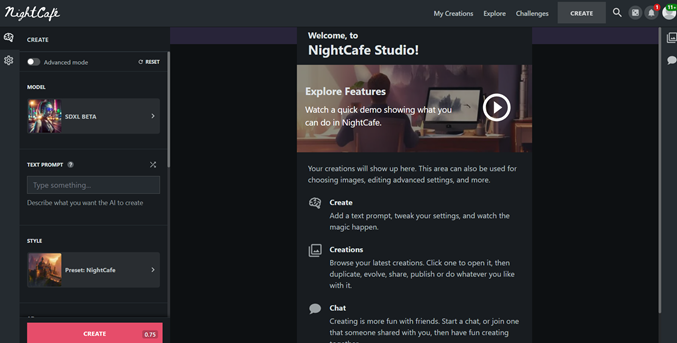 NightCafé
My Creations Explore Challenges CREATE 1 11+
CREATE
Advanced mode RESET
MODEL
SDXL BETA
TEXT PROMPT ?
Type something...
Describe what you want the AI to create
STYLE
Preset: NightCafe
CREATE 0.75
Welcome, to
NightCafe Studio!
Explore Features
Watch a quick demo showing what you
can do in NightCafe.
Your creations will show up here. This area can also be used for
choosing images, editing advanced settings, and more.
Create
Add a text prompt, tweak your settings, and watch the
magic happen.
Creations
Browse your latest creations. Click one to open it, then
duplicate, evolve, share, publish or do whatever you like
with it.
Chat
Creating is more fun with friends. Start a chat, or join one
that someone shared with you, then have fun creating